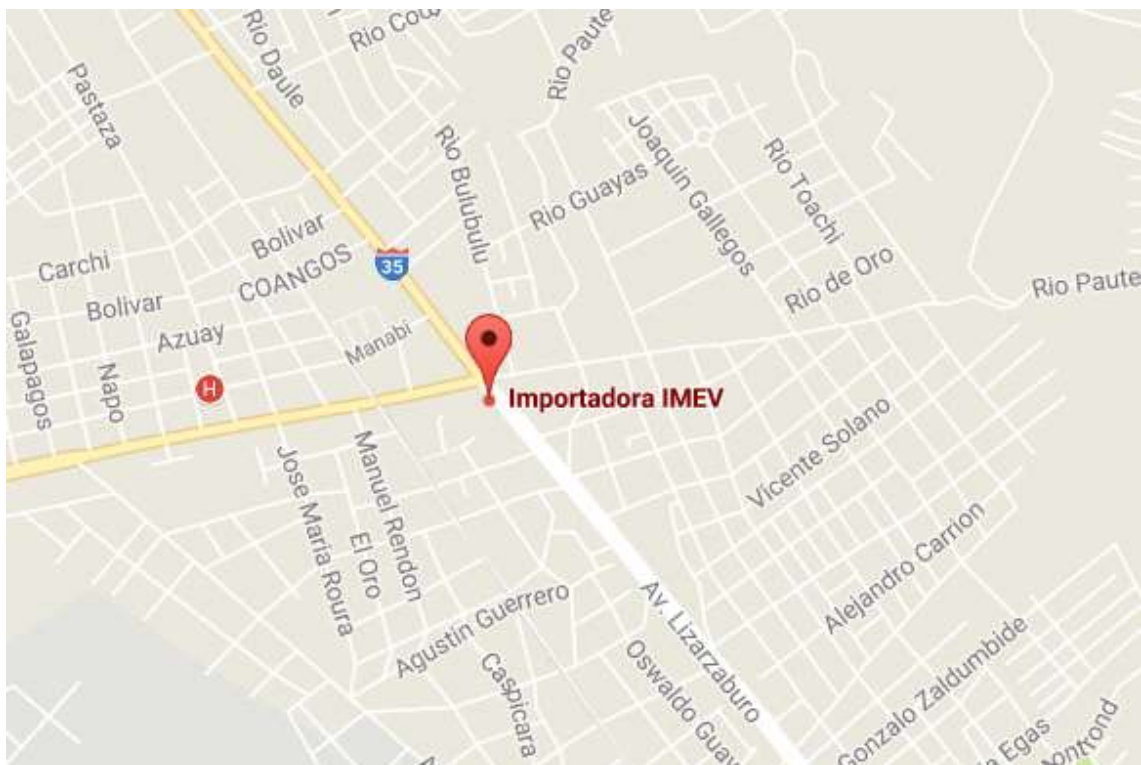 Rio Daule
Rio Paute
Pastaza
Rio Bulubulu
Joaquin Gallegos
Rio Toachi
Rio Guayas
Bolivar
COANGOS
Carchi
35
Rio de Oro
Rio Paute
Bolivar
Azuay
Manabi
Galapagos
Napo
H
Importadora IMEV
Vicente Solano
Jose Maria Roura
Manuel Rendon
El Oro
Alejandro Carrion
Agustin Guerrero
Av. Lizarzaburo
Caspicara
Oswaldo Guay
Gonzalo Zaldumbide
Egas